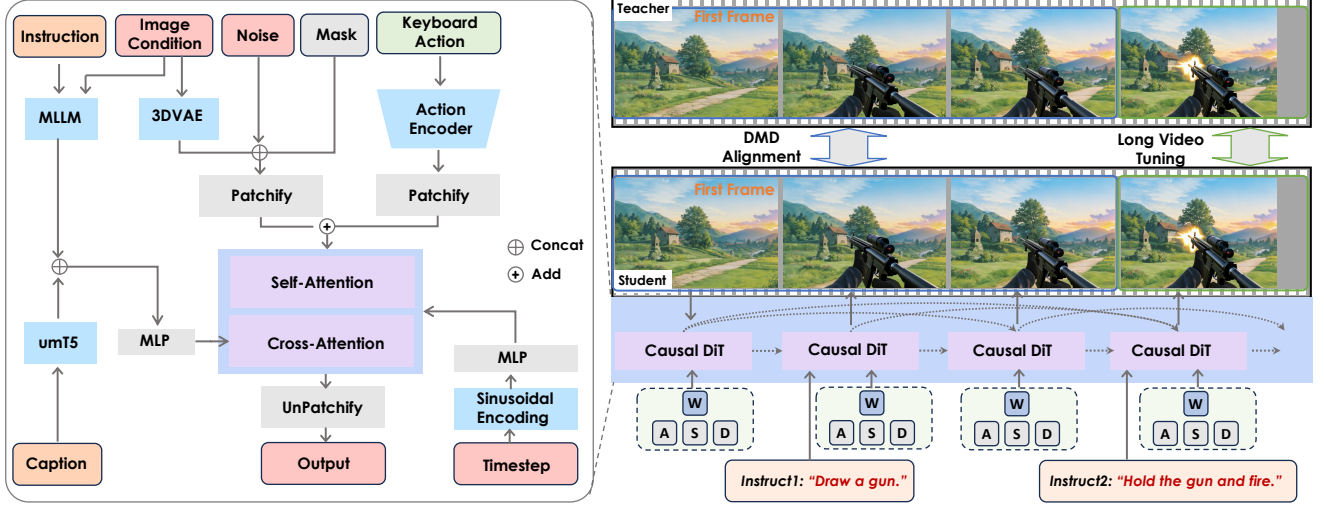 Instruction
Image
Condition
Noise
Mask
Keyboard
Action
MLLM
3DVAE
Action
Encoder
Patchify
Patchify
Concat
Add
Self-Attention
Cross-Attention
umT5
MLP
MLP
UnPatchify
Sinusoidal
Encoding
Caption
Output
Timestep
Teacher
First Frame
DMD
Alignment
Long Video
Tuning
First Frame
Student
Causal DiT
Causal DiT
Causal DiT
Causal DiT
W
A S D
W
A S D
W
A S D
W
A S D
Instruct1: “Draw a gun.”
Instruct2: “Hold the gun and fire.”